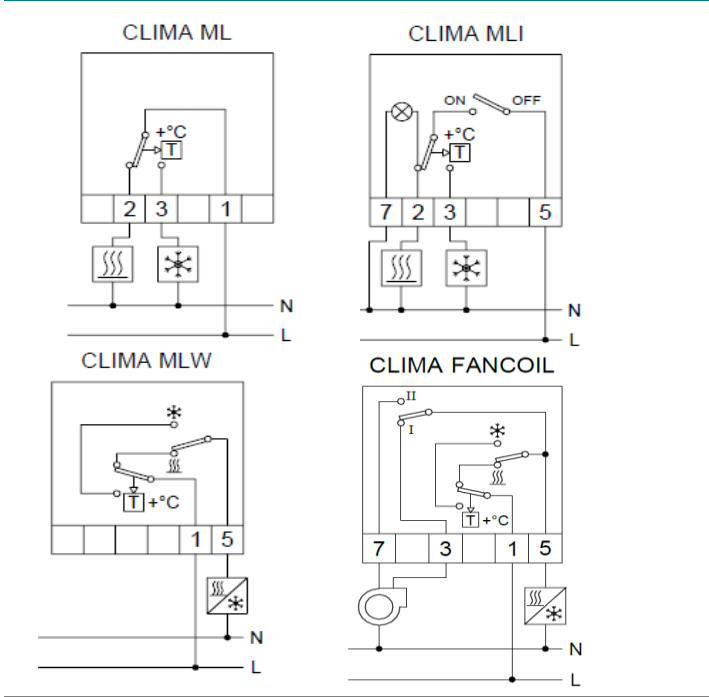 CLIMA ML
+°C
T
2 3 1
N
L
CLIMA MLI
ON OFF
+°C
T
7 2 3 5
N
L
CLIMA MLW
T +°C
1 5
N
L
CLIMA FANCOIL
II
I
T +°C
7 3 1 5
N
L